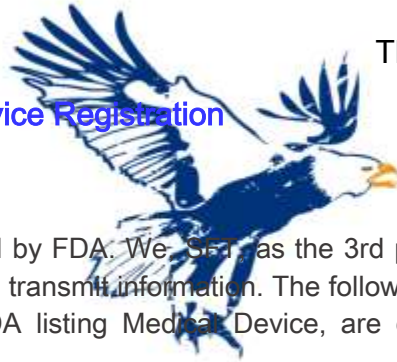 Th
vice Registration
d by FDA. We, SFT, as the 3rd p
transmit information. The follow
DA listing Medical Device, are